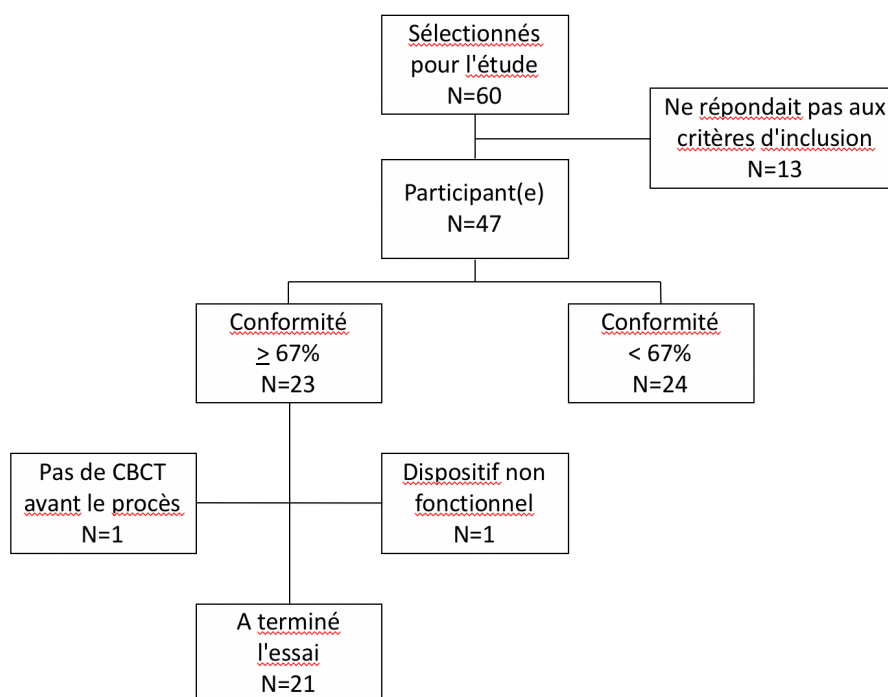 Sélectionnés
pour l'étude
N=60
Ne répondait pas aux
critères d'inclusion
N=13
Participant(e)
N=47
Conformité
≥ 67%
N=23
Conformité
< 67%
N=24
Pas de CBCT
avant le procès
N=1
Dispositif non
fonctionnel
N=1
A terminé
l'essai
N=21